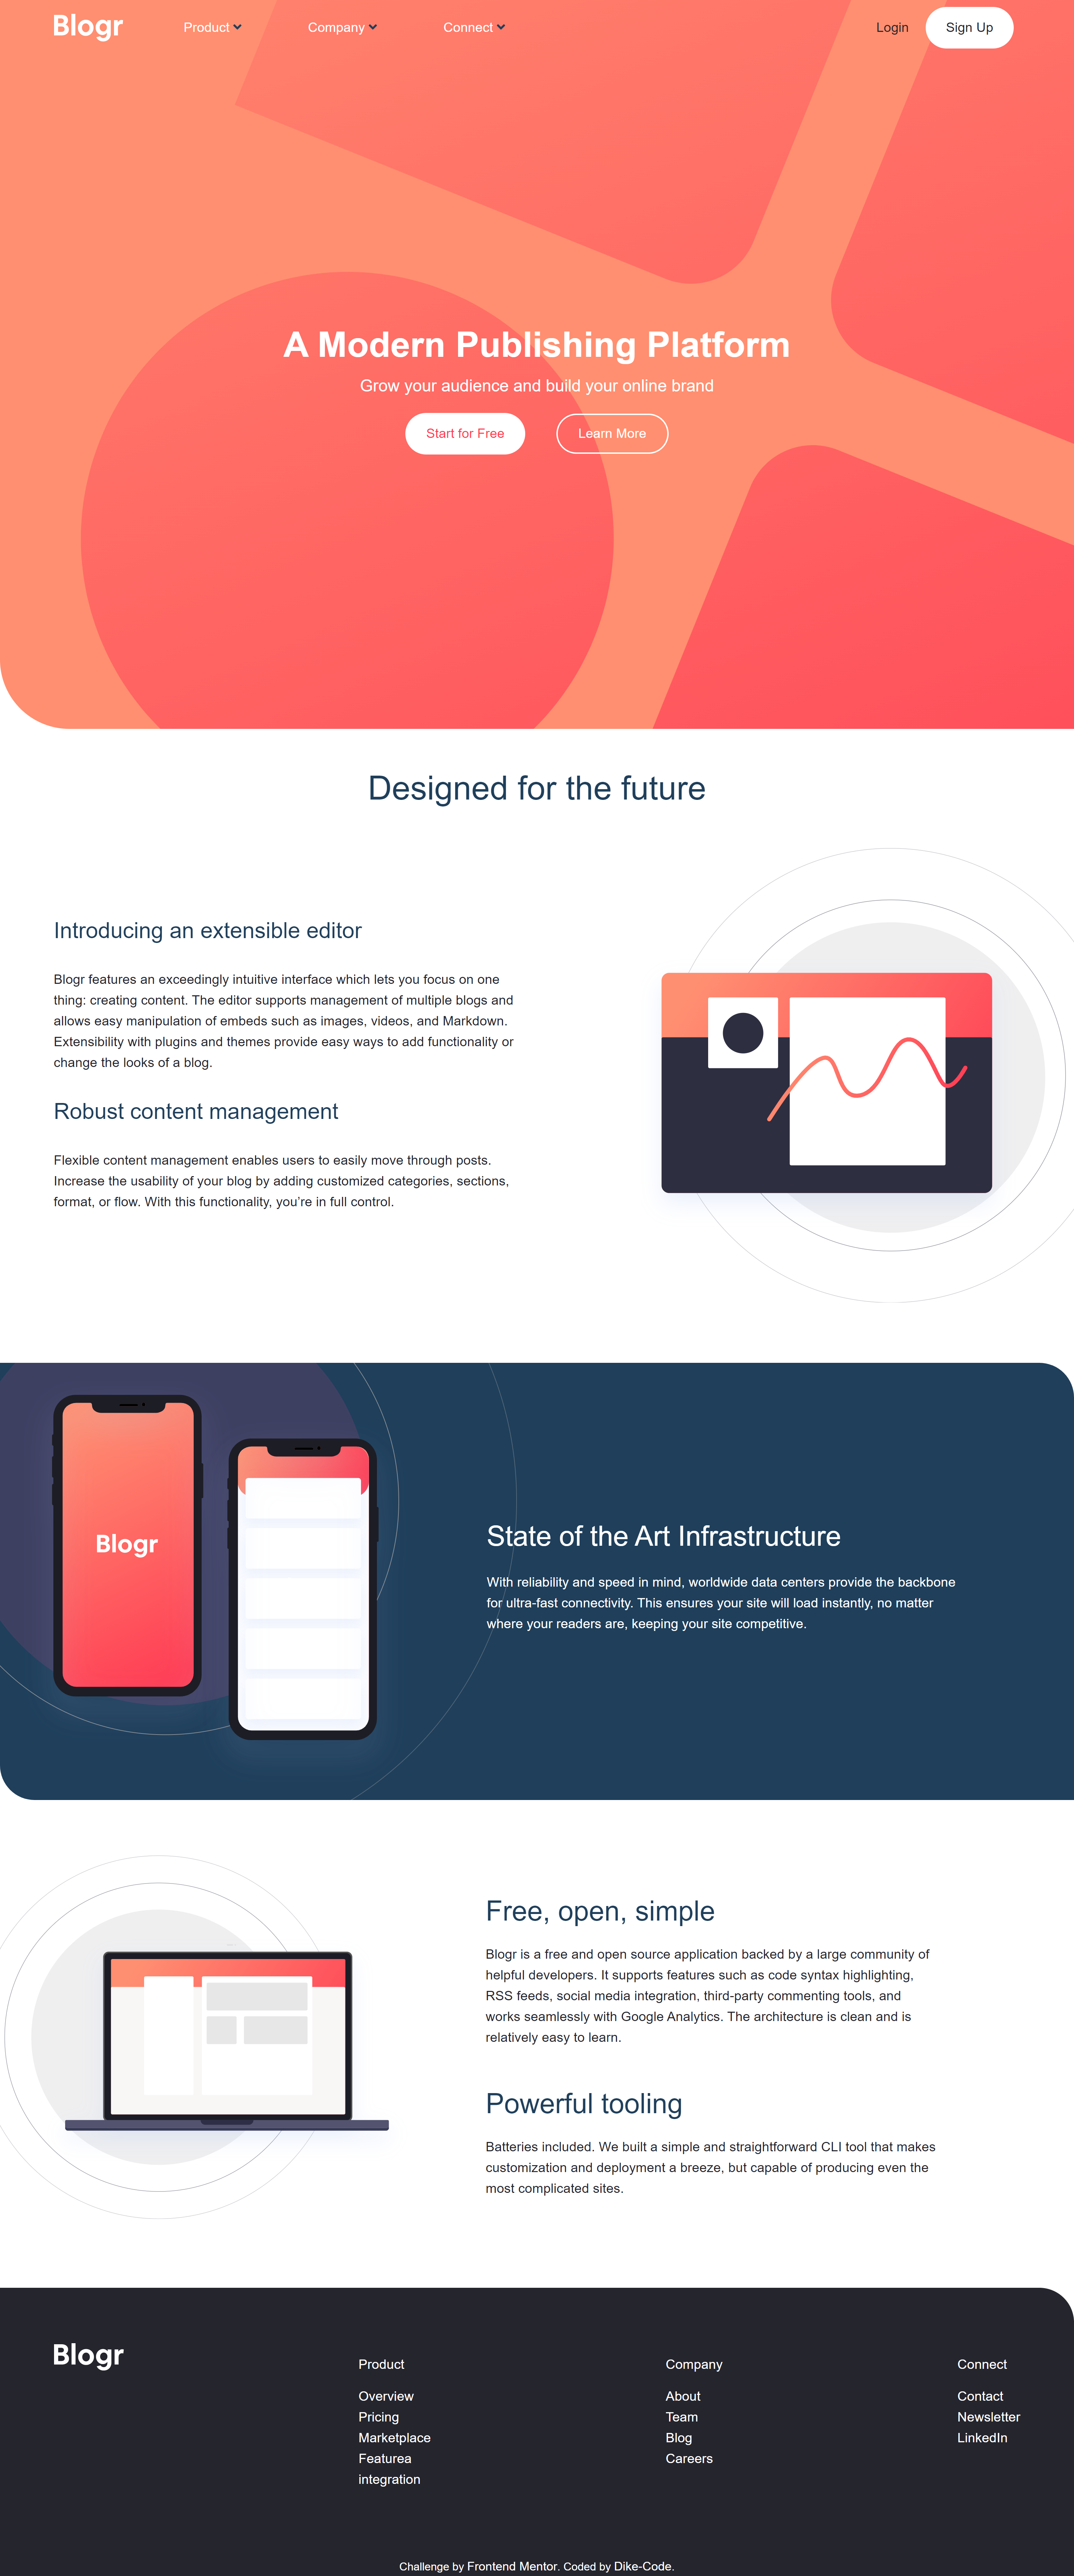 Blogr Product Company Connect Login Sign Up
A Modern Publishing Platform
Grow your audience and build your online brand
Start for Free Learn More
Designed for the future
Introducing an extensible editor
Blogr features an exceedingly intuitive interface which lets you focus on one
thing: creating content. The editor supports management of multiple blogs and
allows easy manipulation of embeds such as images, videos, and Markdown.
Extensibility with plugins and themes provide easy ways to add functionality or
change the looks of a blog.
Robust content management
Flexible content management enables users to easily move through posts.
Increase the usability of your blog by adding customized categories, sections,
format, or flow. With this functionality, you’re in full control.
Blogr
State of the Art Infrastructure
With reliability and speed in mind, worldwide data centers provide the backbone
for ultra-fast connectivity. This ensures your site will load instantly, no matter
where your readers are, keeping your site competitive.
Free, open, simple
Blogr is a free and open source application backed by a large community of
helpful developers. It supports features such as code syntax highlighting,
RSS feeds, social media integration, third-party commenting tools, and
works seamlessly with Google Analytics. The architecture is clean and is
relatively easy to learn.
Powerful tooling
Batteries included. We built a simple and straightforward CLI tool that makes
customization and deployment a breeze, but capable of producing even the
most complicated sites.
Blogr
Product
Overview
Pricing
Marketplace
Featurea
integration
Company
About
Team
Blog
Careers
Connect
Contact
Newsletter
LinkedIn
Challenge by Frontend Mentor. Coded by Dike-Code.